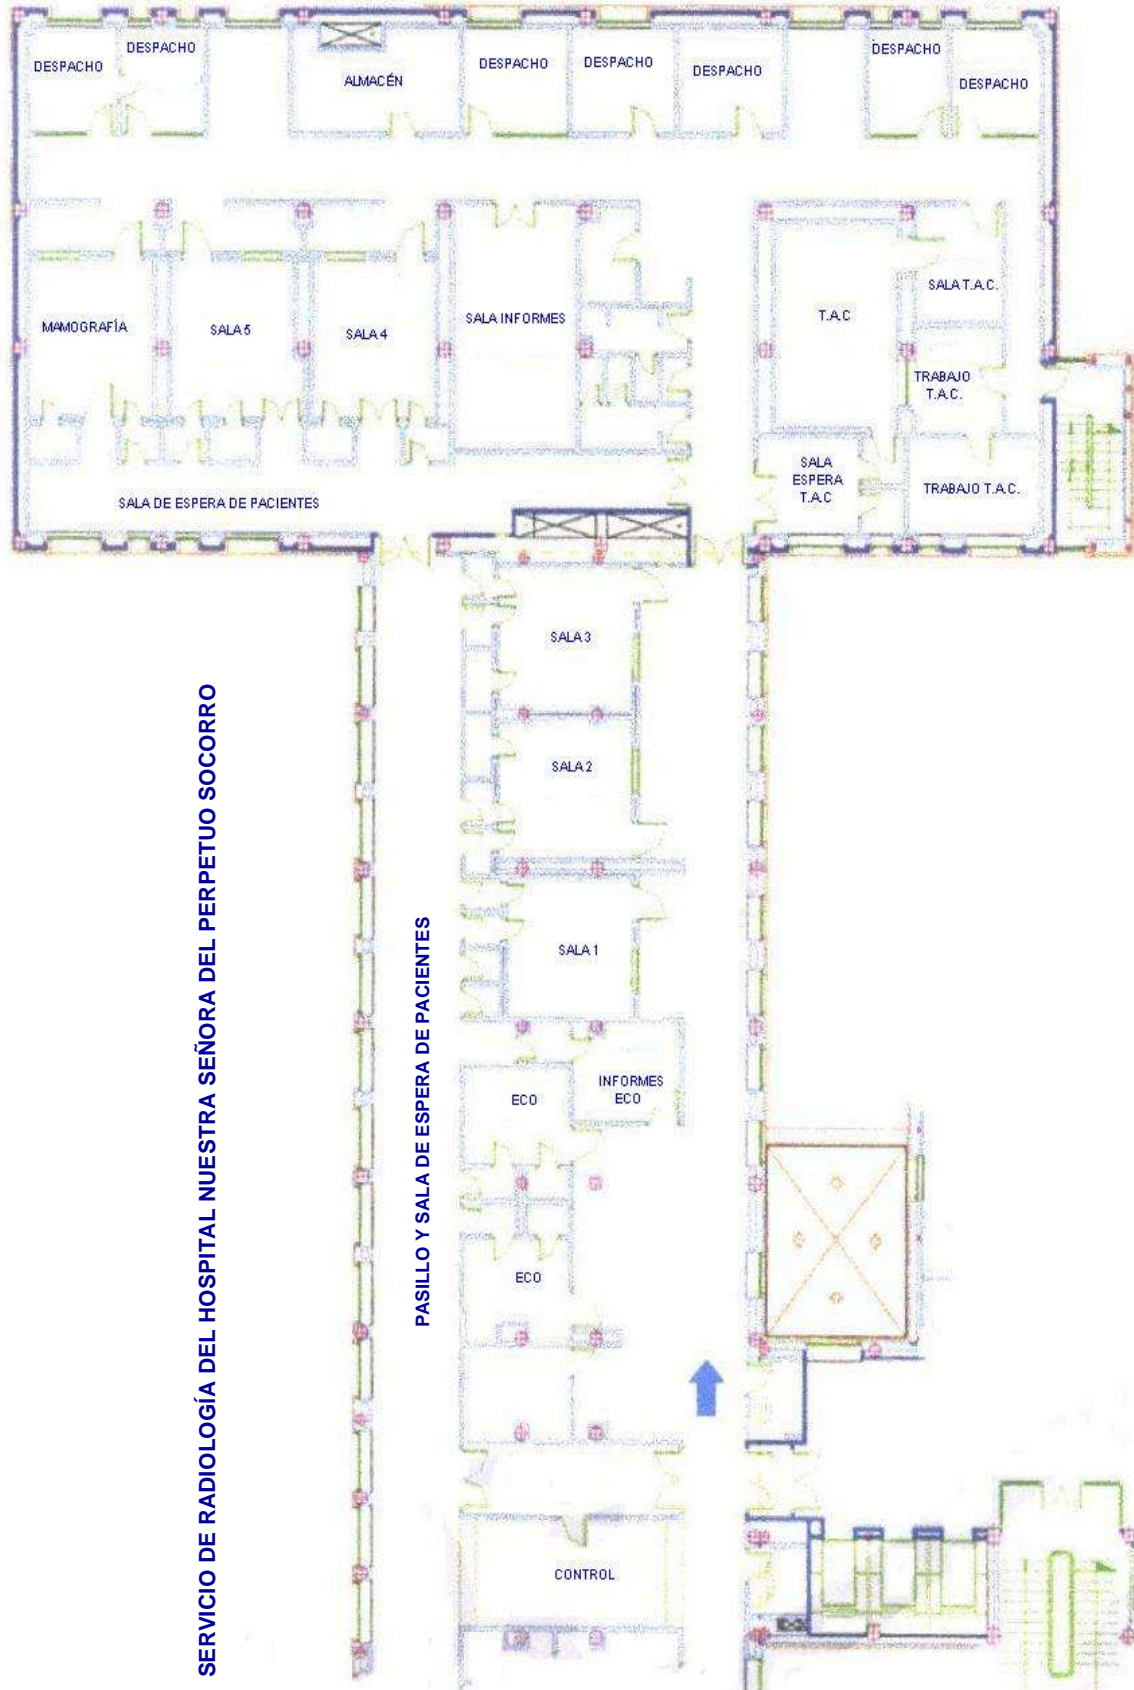 DESPACHO
DESPACHO
ALMACÉN
DESPACHO
DESPACHO
DESPACHO
DESPACHO
DESPACHO
MAMOGRAFÍA
SALA 5
SALA 4
SALA INFORMES
T.A.C
SALA T.A.C.
TRABAJO
T.A.C.
SALA
ESPERA
T.A.C
TRABAJO T.A.C.
SALA DE ESPERA DE PACIENTES
SALA 3
SALA 2
SALA 1
ECO
INFORMES
ECO
ECO
CONTROL
PASILLO Y SALA DE ESPERA DE PACIENTES
SERVICIO DE RADIOLOGÍA DEL HOSPITAL NUESTRA SEÑORA DEL PERPETUO SOCORRO